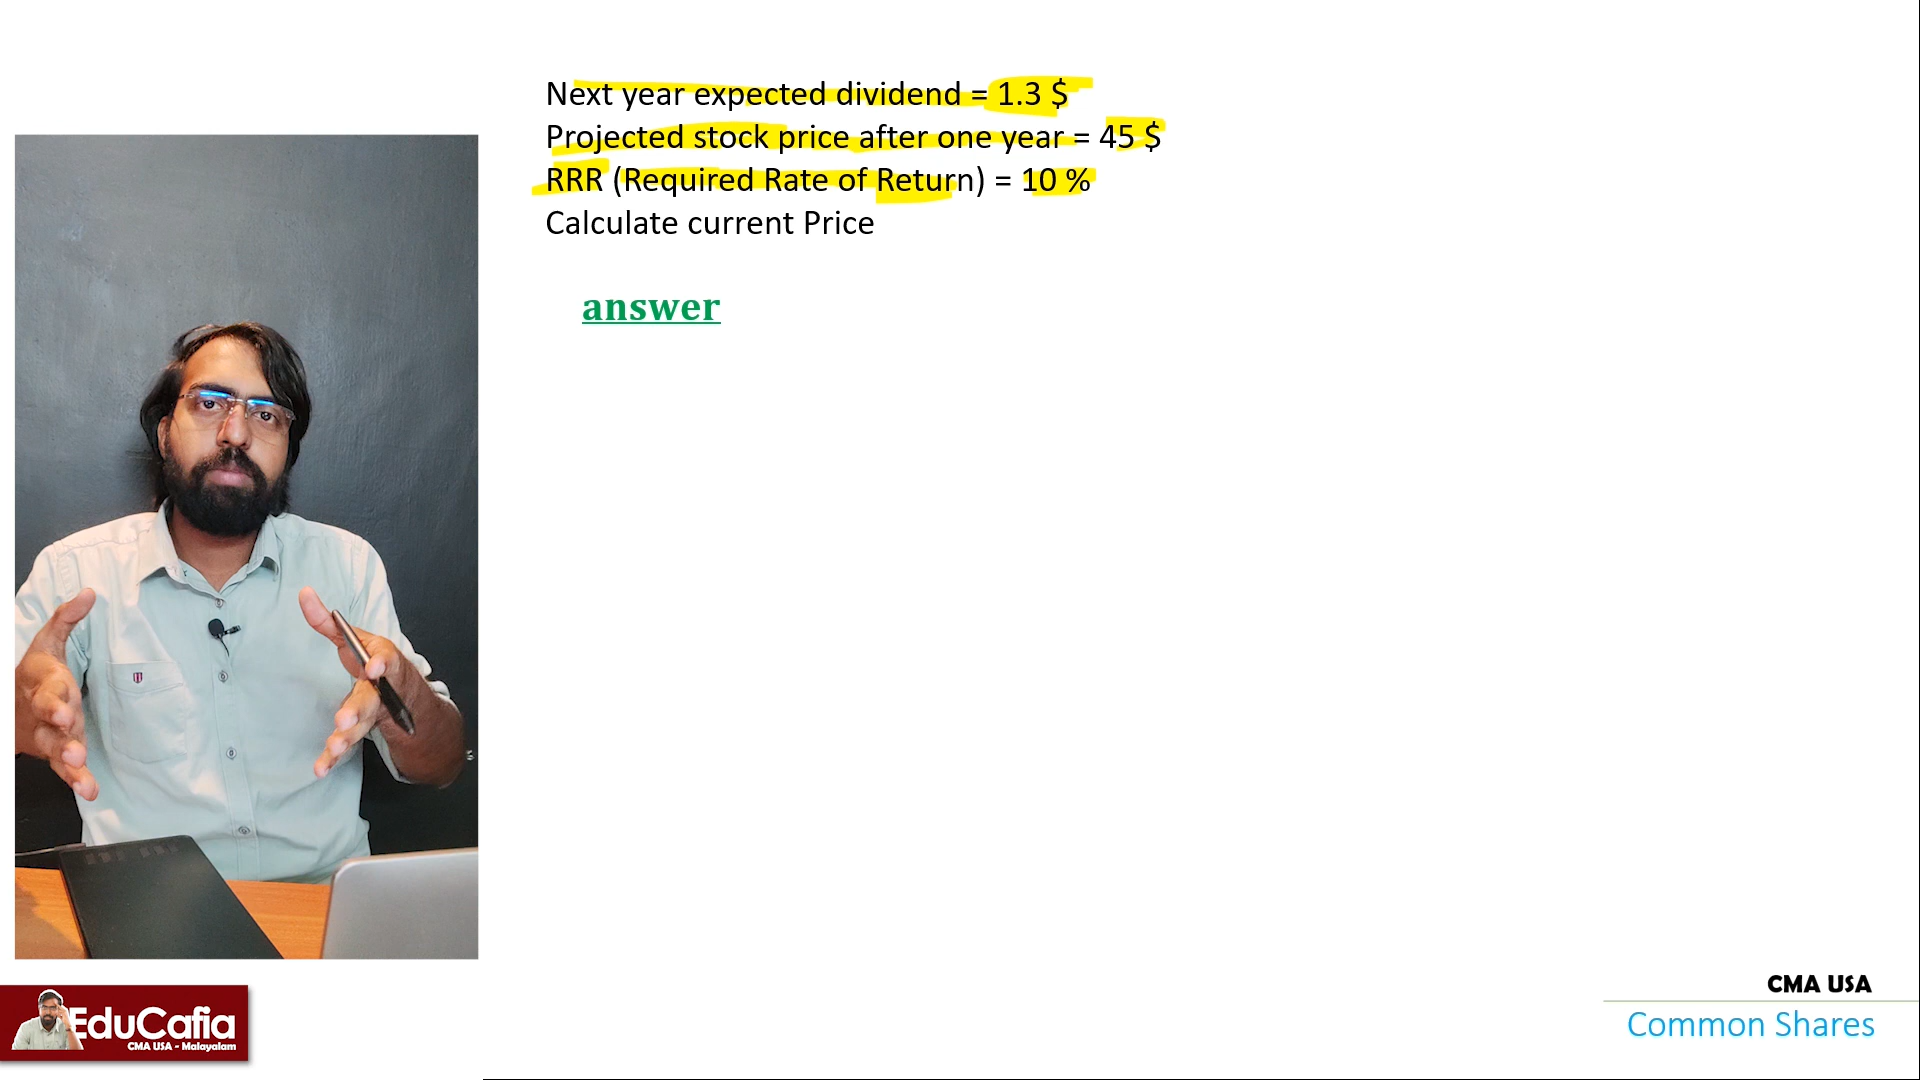 Next year expected dividend = 1.3 $
Projected stock price after one year = 45 $
RRR (Required Rate of Return) = 10 %
Calculate current Price
answer
EduCafia
CMA USA - Malayalam
CMA USA
Common Shares